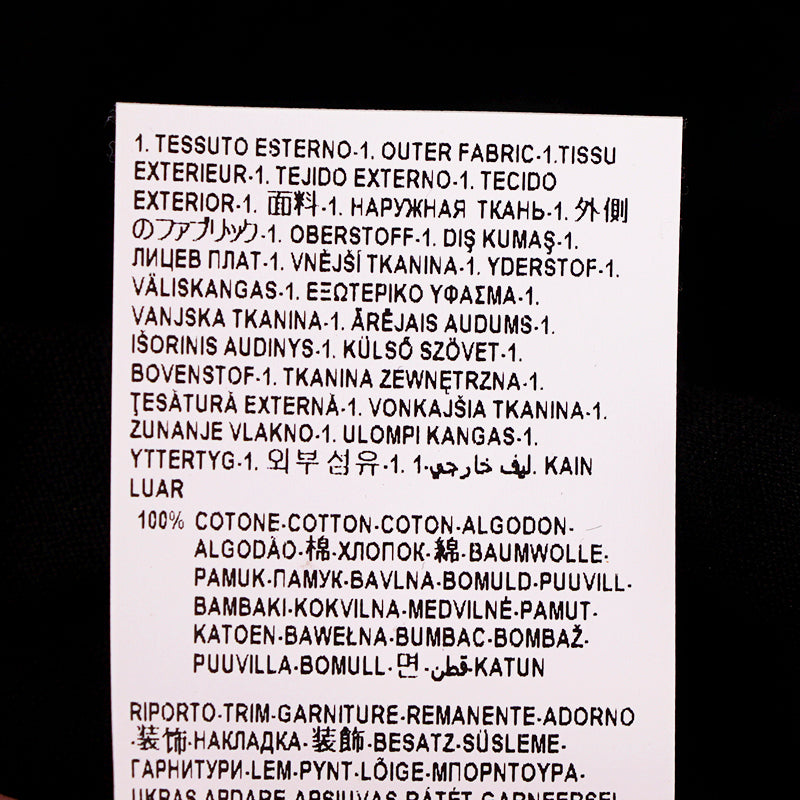 1. TESSUTO ESTERNO-1. OUTER FABRIC-1.TISSU
EXTERIEUR-1. TEJIDO EXTERNO-1. TECIDO
EXTERIOR-1. 面料-1. НАРУЖНАЯ ТКАНЬ-1. 外側
のファブリック-1. OBERSTOFF-1. DIŞ KUMAŞ-1.
ЛИЦЕВ ПЛАТ-1. VNĚJŠÍ TKANINA-1. YDERSTOF-1.
VÄLISKANGAS-1. ΕΞΩΤΕΡΙΚΟ ΥΦΑΣΜΑ-1.
VANJSKA TKANINA-1. ĀRĒJAIS AUDUMS-1.
IŠORINIS AUDINYS-1. KÜLSŐ SZÖVET-1.
BOVENSTOF-1. TKANINA ZEWNĘTRZNA-1.
ŢESĂTURĂ EXTERNĂ-1. VONKAJŠIA TKANINA-1.
ZUNANJE VLAKNO-1. ULOMPI KANGAS-1.
YTTERTYG-1. 외부 섬유-1. 1-ليف خارجي. KAIN
LUAR
100% COTONE-COTTON-COTON-ALGODON-
ALGODÃO-棉-ХЛОПОК-綿-BAUMWOLLE-
PAMUK-ПАМУК-BAVLNA-BOMULD-PUUVILL-
BAMBAKI-KOKVILNA-MEDVILNĖ-PAMUT-
KATOEN-BAWEŁNA-BUMBAC-BOMBAŽ-
PUUVILLA-BOMULL-면-قطن-KATUN
RIPORTO-TRIM-GARNITURE-REMANENTE-ADORNO
-装饰-НАКЛАДКА-装飾-BESATZ-SÜSLEME-
ГАРНИТУРИ-LEM-PYNT-LÕIGE-ΜΠΟΡΝΤΟΥΡΑ-
UKRAS-APDARE-APSIUVAS-RÁTÉT-GARNEERSEL